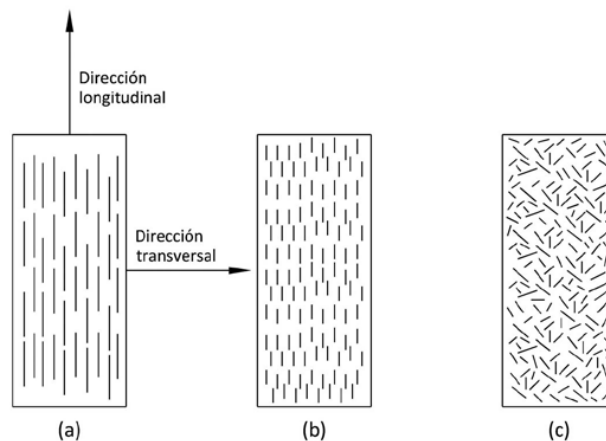 Dirección
longitudinal
Dirección
transversal
(a)
(b)
(c)